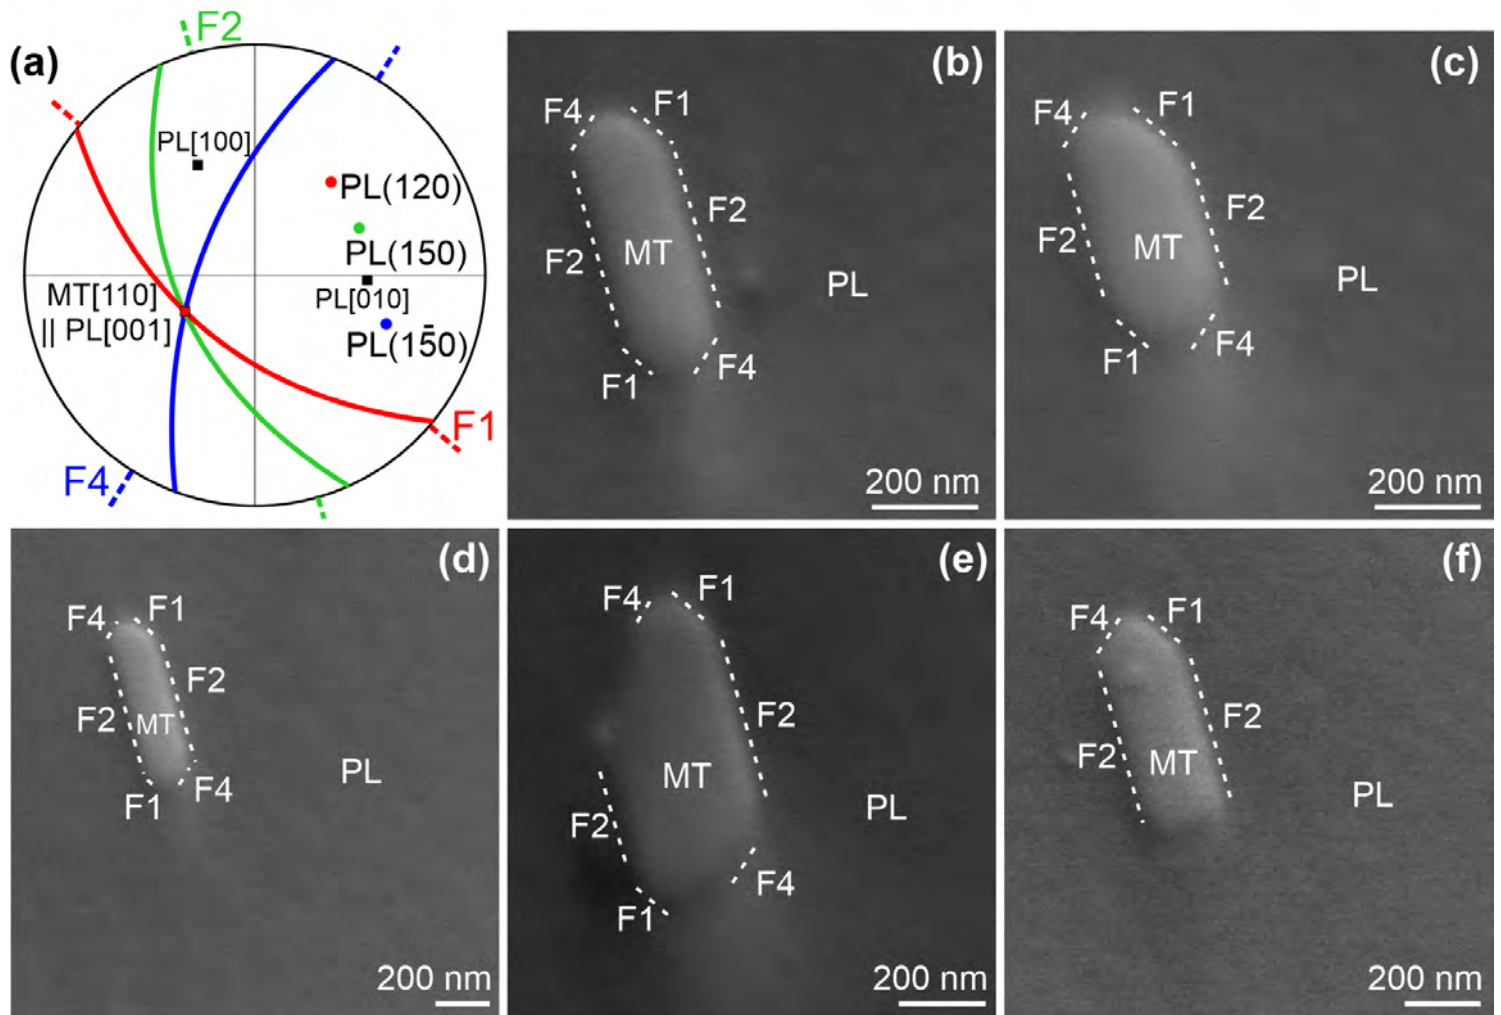 (a)
F2
PL[100]
PL(120)
PL(150)
MT[110]
|| PL[001]
PL[010]
PL(15̄0)
F1
F4
(b)
F4
F1
F2
F2
MT
PL
F1
F4
200 nm
(c)
F4
F1
F2
F2
MT
PL
F1
F4
200 nm
(d)
F4
F1
F2
F2
MT
PL
F1
F4
200 nm
(e)
F4
F1
F2
MT
F2
PL
F4
F1
200 nm
(f)
F4
F1
F2
F2
MT
PL
200 nm